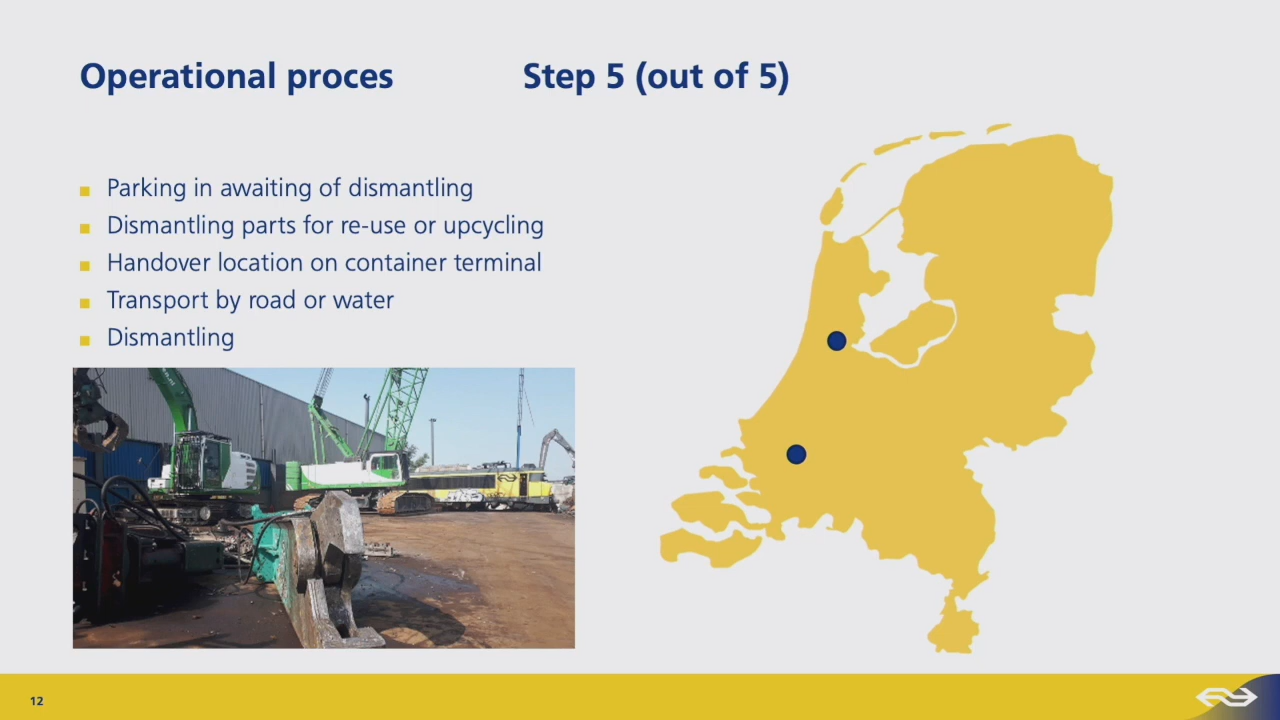 Operational proces
Step 5 (out of 5)
Parking in awaiting of dismantling
Dismantling parts for re-use or upcycling
Handover location on container terminal
Transport by road or water
Dismantling
12